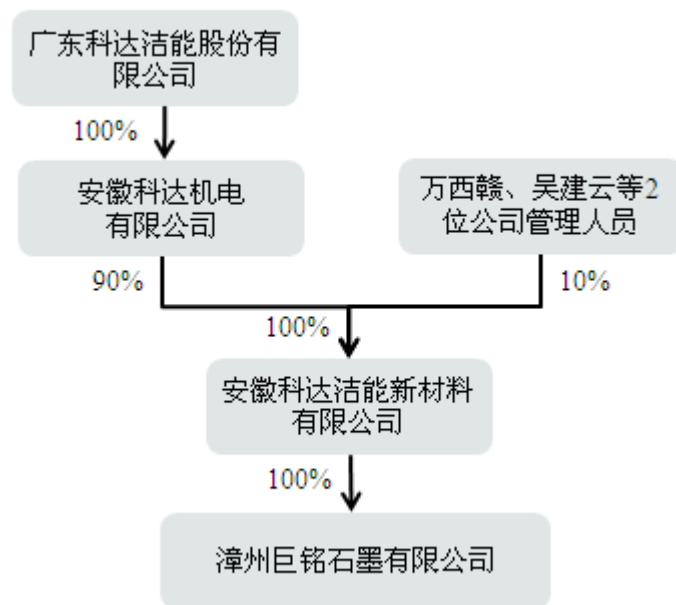 广东科达洁能股份有
限公司
100%
安徽科达机电
有限公司
万西赣、吴建云等2
位公司管理人员
90%
10%
100%
安徽科达洁能新材料
有限公司
100%
漳州巨铭石墨有限公司